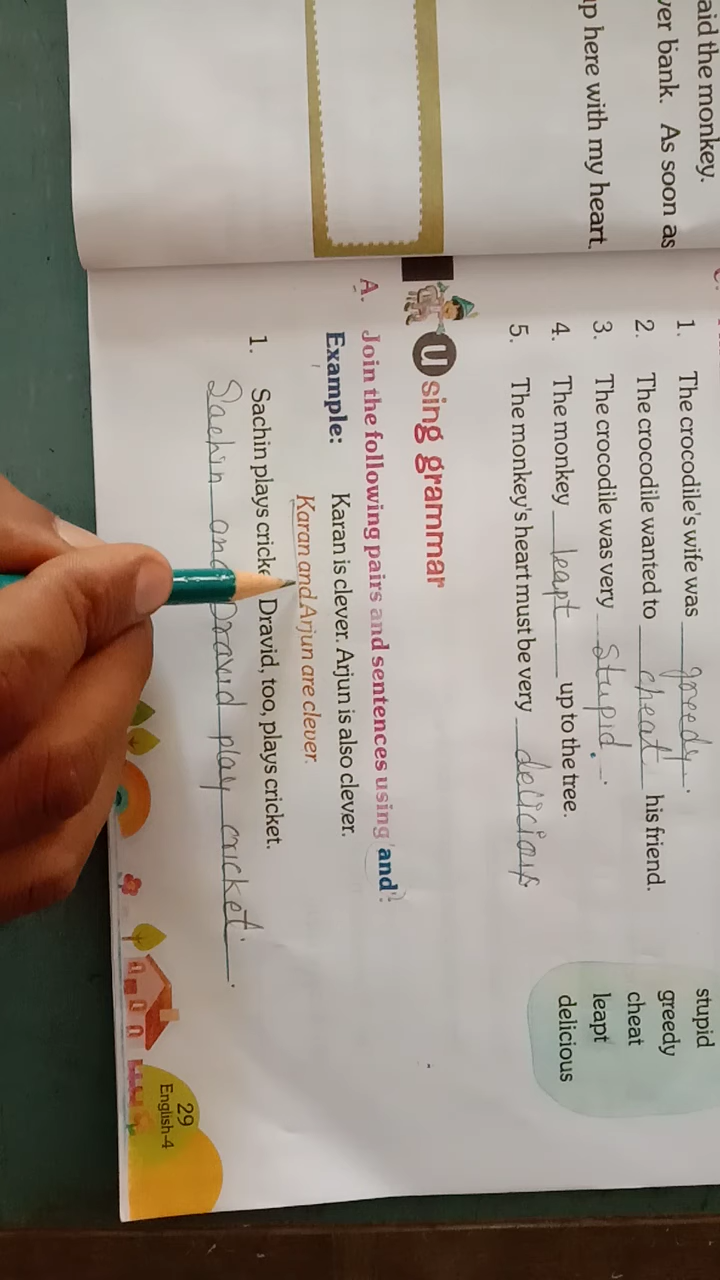 aid the monkey.
ver bank. As soon as
up here with my heart.
1. The crocodile's wife was greedy.
2. The crocodile wanted to cheat his friend.
3. The crocodile was very stupid.
4. The monkey leapt up to the tree.
5. The monkey's heart must be very delicious
stupid
greedy
cheat
leapt
delicious
Using grammar
A. Join the following pairs and sentences using 'and'.
Example: Karan is clever. Arjun is also clever.
Karan and Arjun are clever.
1. Sachin plays cricke Dravid, too, plays cricket.
Sachin and Dravid play cricket.
29
English-4